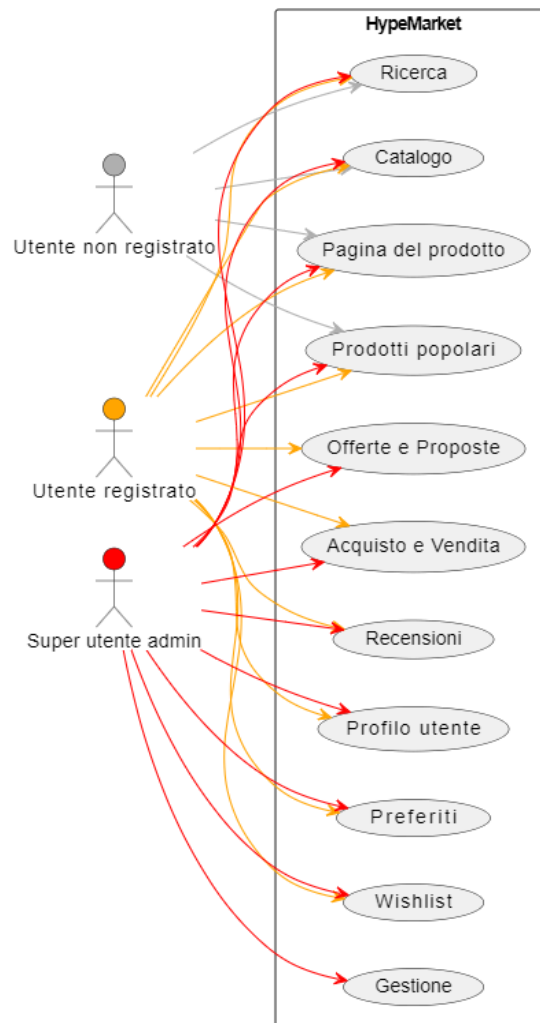 HypeMarket
Ricerca
Catalogo
Utente non registrato
Pagina del prodotto
Prodotti popolari
Offerte e Proposte
Utente registrato
Acquisto e Vendita
Super utente admin
Recensioni
Profilo utente
Preferiti
Wishlist
Gestione